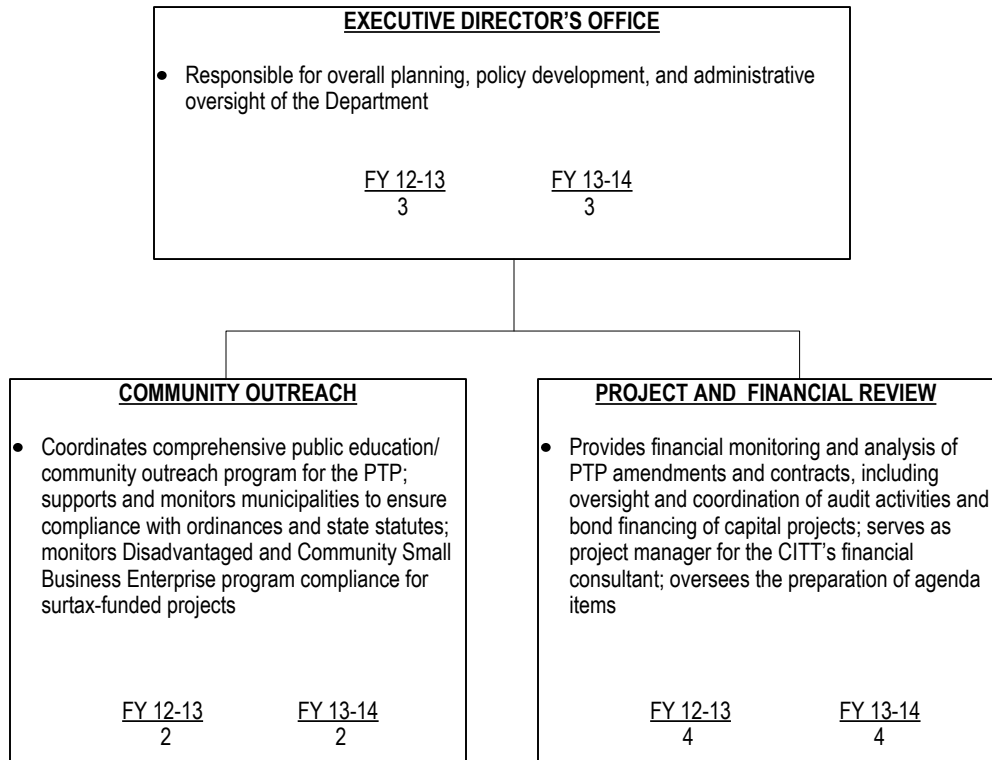 EXECUTIVE DIRECTOR'S OFFICE
• Responsible for overall planning, policy development, and administrative
oversight of the Department
FY 12-13 FY 13-14
3 3
COMMUNITY OUTREACH
• Coordinates comprehensive public education/
community outreach program for the PTP;
supports and monitors municipalities to ensure
compliance with ordinances and state statutes;
monitors Disadvantaged and Community Small
Business Enterprise program compliance for
surtax-funded projects
FY 12-13 FY 13-14
2 2
PROJECT AND FINANCIAL REVIEW
• Provides financial monitoring and analysis of
PTP amendments and contracts, including
oversight and coordination of audit activities and
bond financing of capital projects; serves as
project manager for the CITT's financial
consultant; oversees the preparation of agenda
items
FY 12-13 FY 13-14
4 4